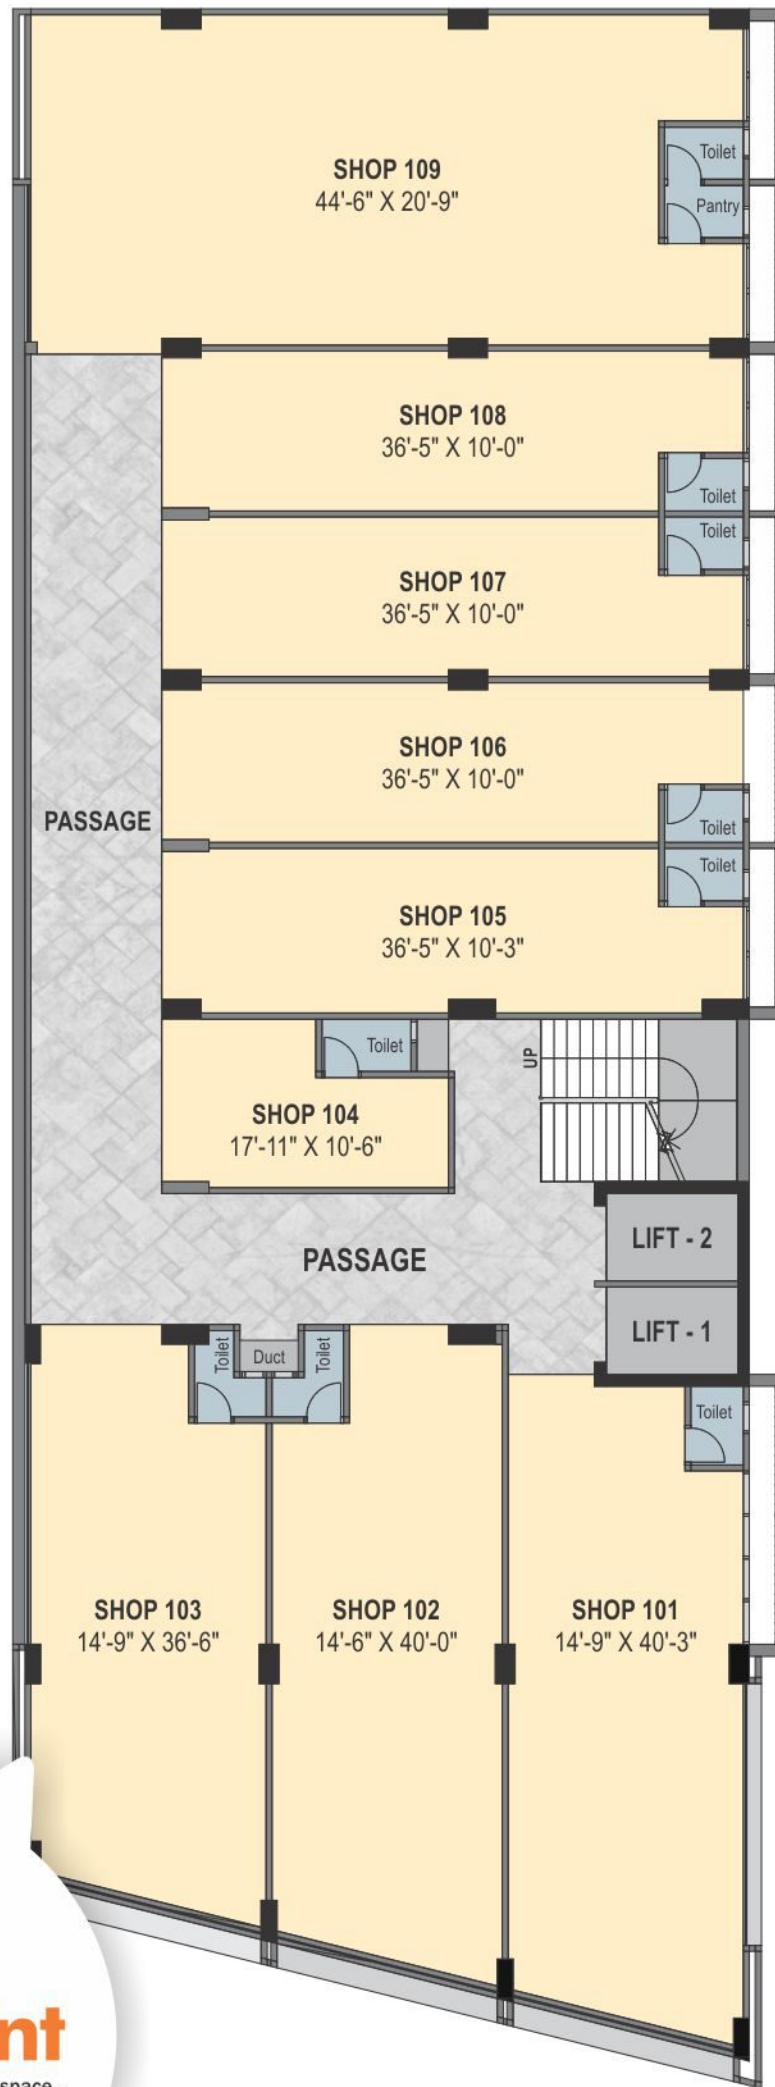 SHOP 109
44'-6" X 20'-9"
Toilet
Pantry
SHOP 108
36'-5" X 10'-0"
Toilet
Toilet
SHOP 107
36'-5" X 10'-0"
SHOP 106
36'-5" X 10'-0"
PASSAGE
Toilet
Toilet
SHOP 105
36'-5" X 10'-3"
Toilet
UP
SHOP 104
17'-11" X 10'-6"
LIFT - 2
PASSAGE
LIFT - 1
Toilet
Duct
Toilet
Toilet
SHOP 103
14'-9" X 36'-6"
SHOP 102
14'-6" X 40'-0"
SHOP 101
14'-9" X 40'-3"
nt
space